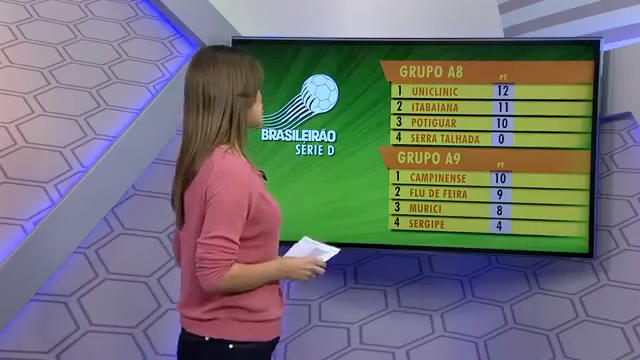 BRASILEIRÃO
SÉRIE D
GRUPO A8 PT
1 UNICLINIC 12
2 ITABAIANA 11
3 POTIGUAR 10
4 SERRA TALHADA 0
GRUPO A9 PT
1 CAMPINENSE 10
2 FLU DE FEIRA 9
3 MURICI 8
4 SERGIPE 4